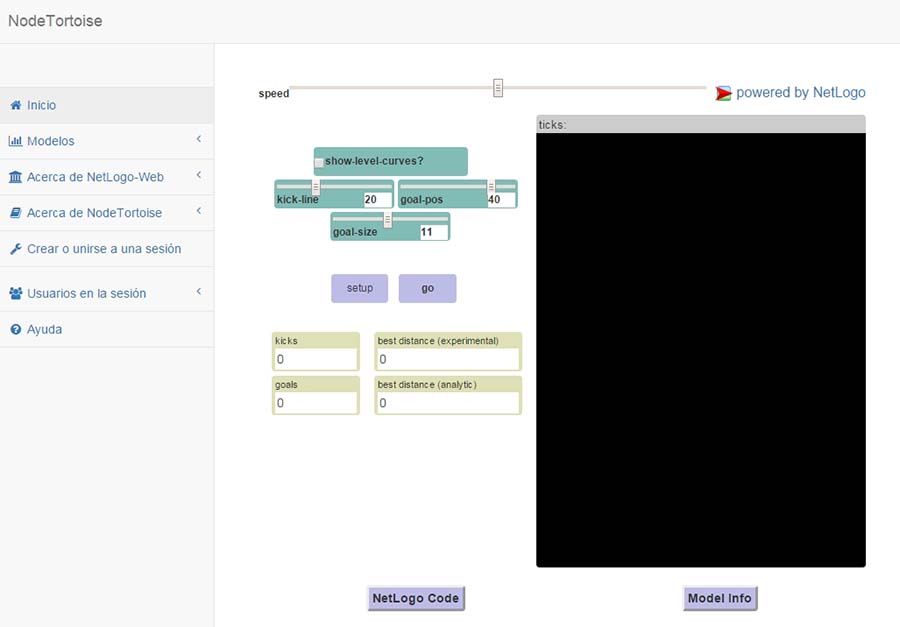 NodeTortoise
Inicio
Modelos
Acerca de NetLogo-Web
Acerca de NodeTortoise
Crear o unirse a una sesión
Usuarios en la sesión
Ayuda
speed
powered by NetLogo
show-level-curves?
kick-line 20 goal-pos 40
goal-size 11
setup go
kicks best distance (experimental)
0 0
goals best distance (analytic)
0 0
ticks:
NetLogo Code Model Info